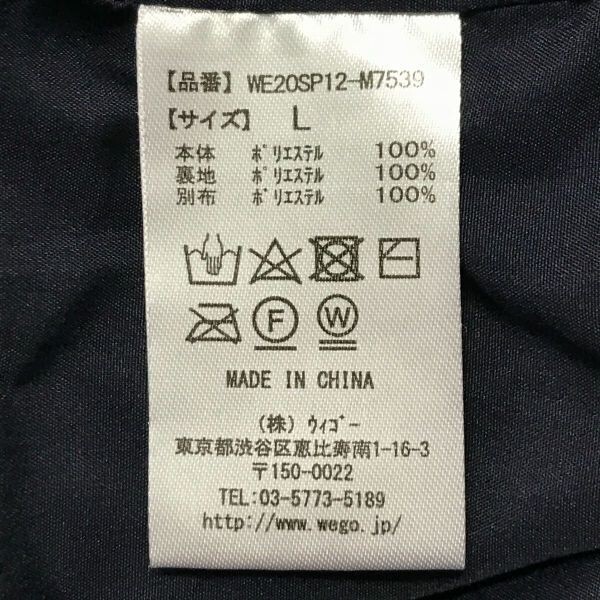 【品番】 WE20SP12-M7539
【サイズ】 L
本体 ﾎﾟﾘｴｽﾃﾙ 100%
裏地 ﾎﾟﾘｴｽﾃﾙ 100%
別布 ﾎﾟﾘｴｽﾃﾙ 100%
F W
MADE IN CHINA
(株) ｳｨｺﾞｰ
東京都渋谷区恵比寿南1-16-3
〒150-0022
TEL:03-5773-5189
http://www.wego.jp/